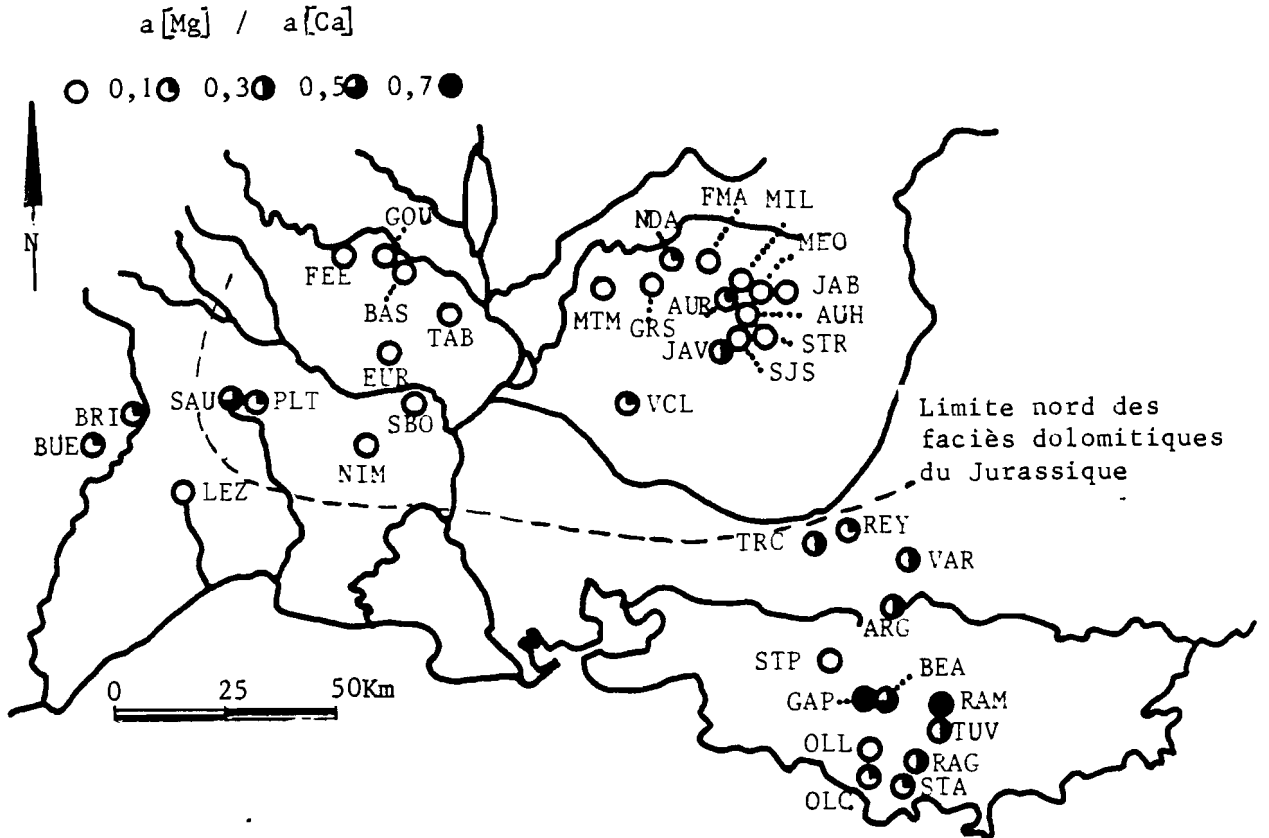 a[Mg] / a[Ca]
0,1 0,3 0,5 0,7
N
FMA MIL
NDA
GOU
MEO
FEE
JAB
BAS
MTM
GRS
AUR
AUH
TAB
JAV
STR
EUR
SJS
SAU PLT
VCL
BRI
SBO
BUE
NIM
LEZ
Limite nord des
faciès dolomitiques
du Jurassique
TRC
REY
VAR
ARG
STP
BEA
0 25 50Km
GAP
RAM
TUV
OLL
RAG
OLC
STA